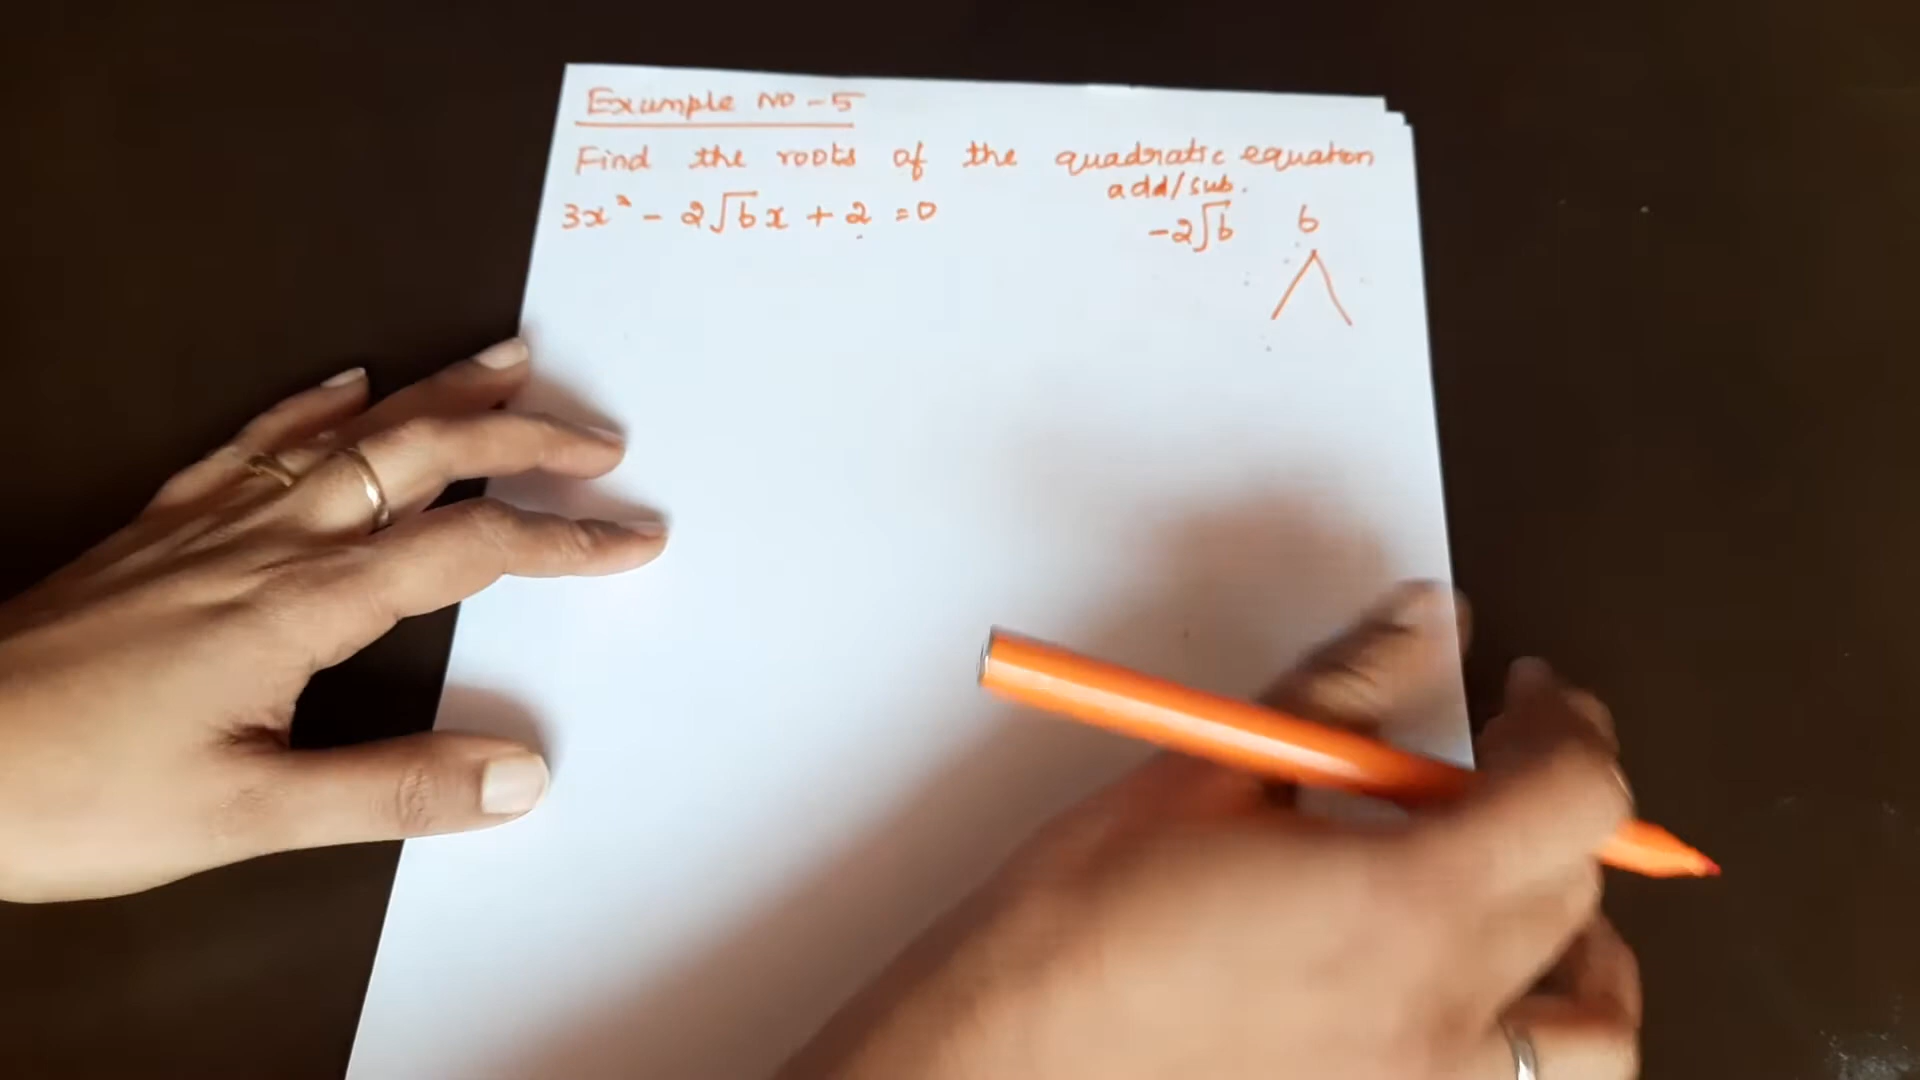 Example No - 5
Find the roots of the quadratic equation
3x² - 2√6x + 2 = 0
add/sub.
-2√6 6